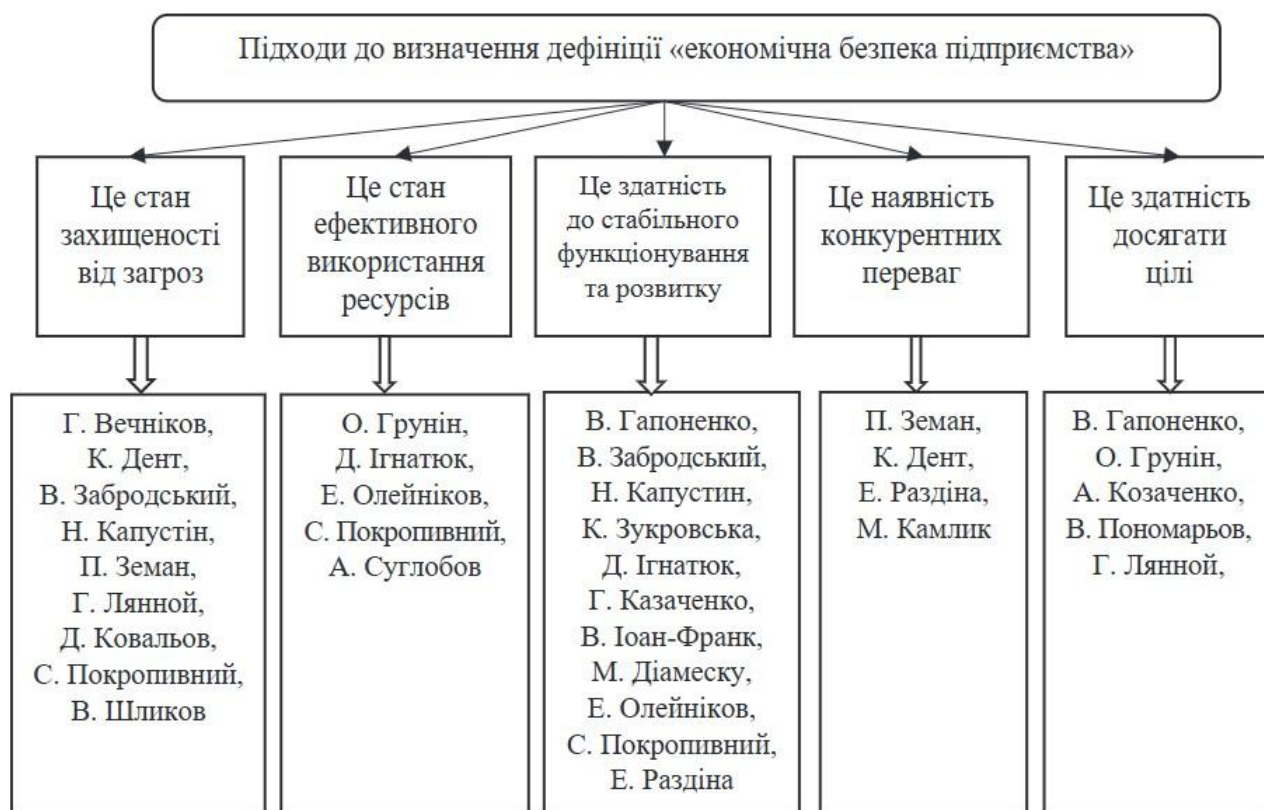 Підходи до визначення дефініції «економічна безпека підприємства»
Це стан
захищеності
від загроз
Це стан
ефективного
використання
ресурсів
Це здатність
до стабільного
функціонування
та розвитку
Це наявність
конкурентних
переваг
Це здатність
досягати
цілі
Г. Вечніков,
К. Дент,
В. Забродський,
Н. Капустін,
П. Земан,
Г. Лянной,
Д. Ковальов,
С. Покропивний,
В. Шликов
О. Грунін,
Д. Ігнатюк,
Е. Олейніков,
С. Покропивний,
А. Суглобов
В. Гапоненко,
В. Забродський,
Н. Капустин,
К. Зукровська,
Д. Ігнатюк,
Г. Казаченко,
В. Іоан-Франк,
М. Діамеску,
Е. Олейніков,
С. Покропивний,
Е. Раздіна
П. Земан,
К. Дент,
Е. Раздіна,
М. Камлик
В. Гапоненко,
О. Грунін,
А. Козаченко,
В. Пономарьов,
Г. Лянной,